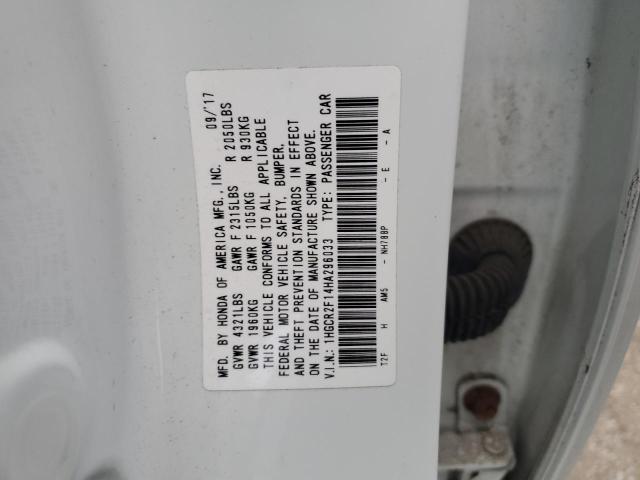 MFD. BY HONDA OF AMERICA MFG., INC. 09/'17
GVWR 4321LBS GAWR F 2315LBS R 2050LBS
GVWR 1960KG GAWR F 1050KG R 930KG
THIS VEHICLE CONFORMS TO ALL APPLICABLE
FEDERAL MOTOR VEHICLE SAFETY, BUMPER,
AND THEFT PREVENTION STANDARDS IN EFFECT
ON THE DATE OF MANUFACTURE SHOWN ABOVE.
V.I.N.: 1HGCR2F14HA296033 TYPE: PASSENGER CAR
T2F H AM5 - NH788P - E - A